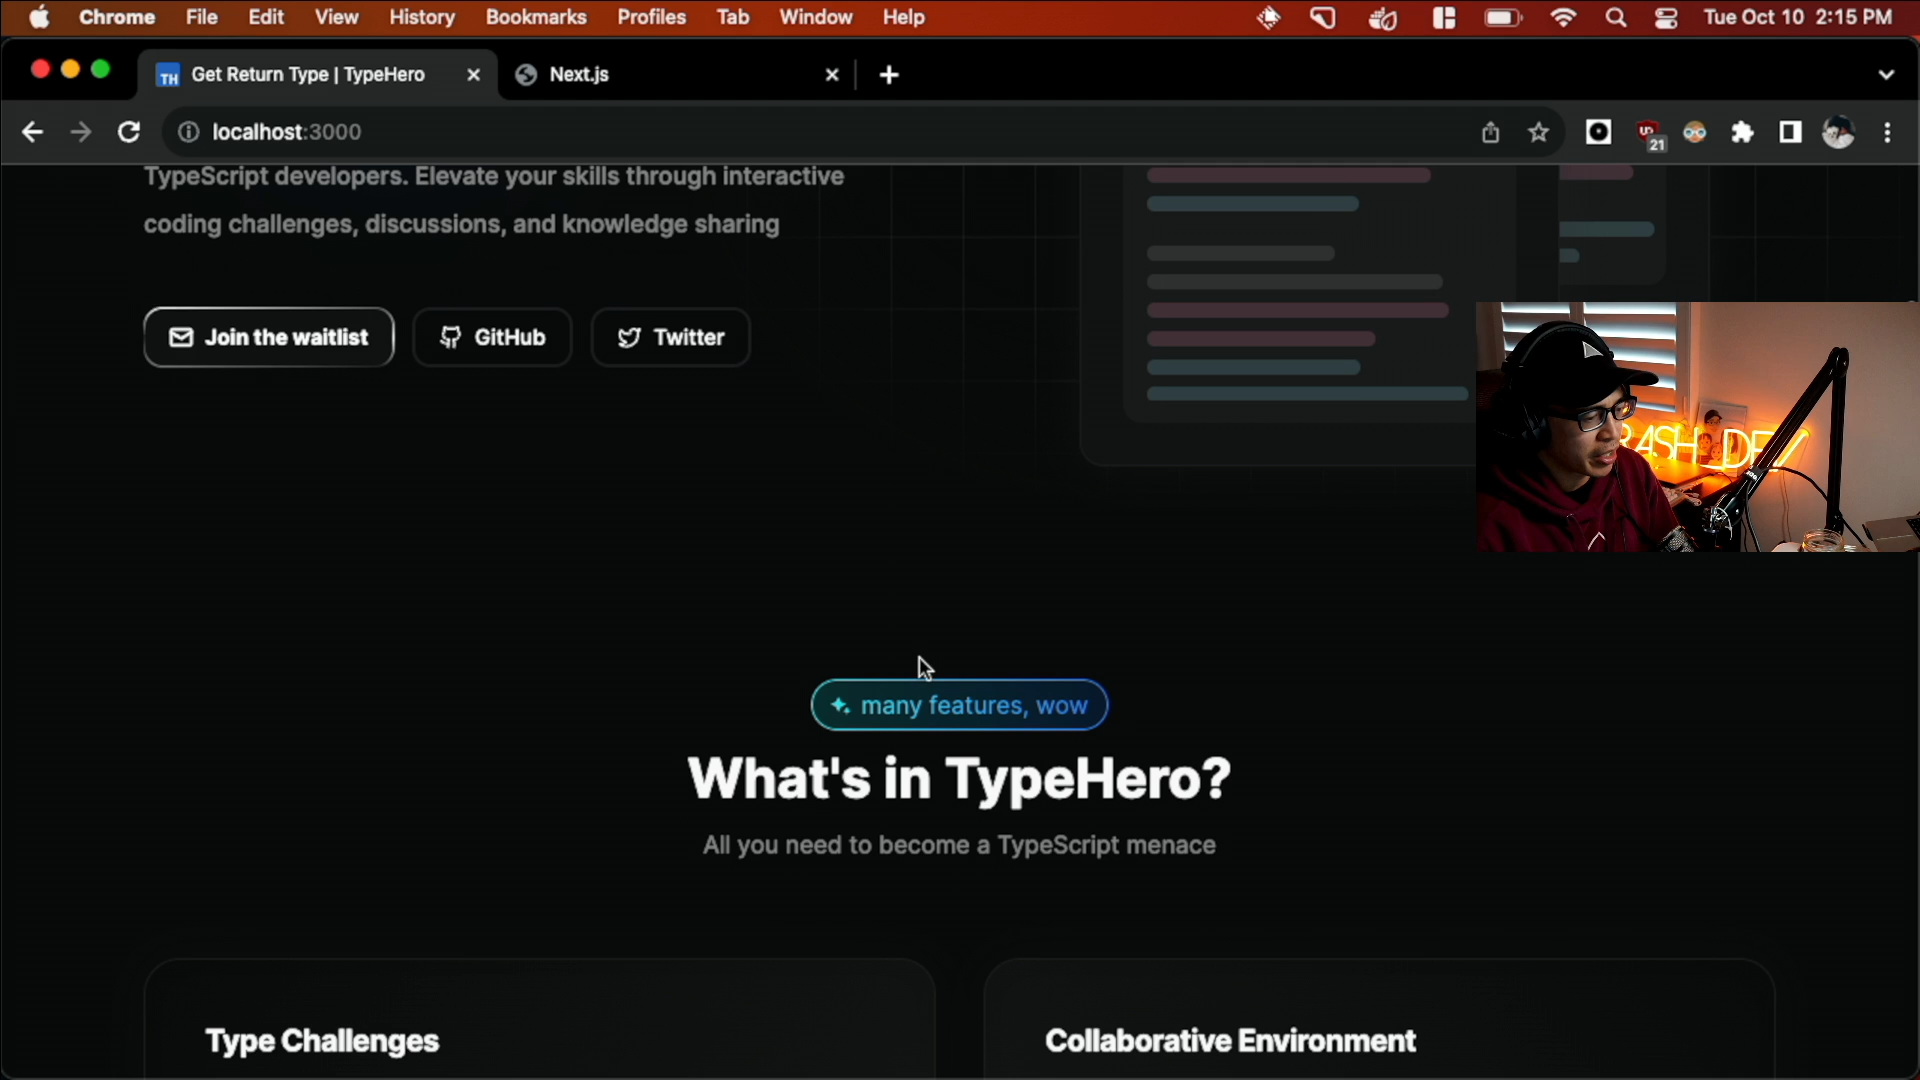 Chrome File Edit View History Bookmarks Profiles Tab Window Help Tue Oct 10 2:15 PM
TH Get Return Type | TypeHero Next.js
localhost:3000
21
TypeScript developers. Elevate your skills through interactive
coding challenges, discussions, and knowledge sharing
Join the waitlist GitHub Twitter
RASH_DEV
many features, wow
What's in TypeHero?
All you need to become a TypeScript menace
Type Challenges Collaborative Environment